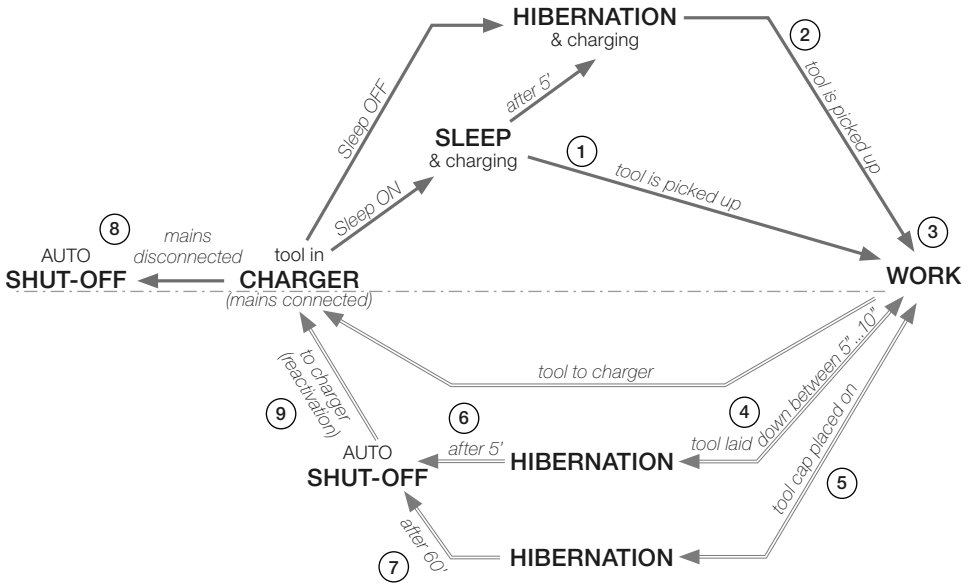 HIBERNATION
& charging
2
tool is picked up
Sleep OFF
after 5'
SLEEP
& charging
1
tool is picked up
Sleep ON
8
AUTO
SHUT-OFF
mains
disconnected
tool in
CHARGER
(mains connected)
3
WORK
tool to charger
to charger
(reactivation)
9
6
4
tool laid down between 5"...10"
after 5'
AUTO
SHUT-OFF
HIBERNATION
tool cap placed on
5
after 60'
7
HIBERNATION